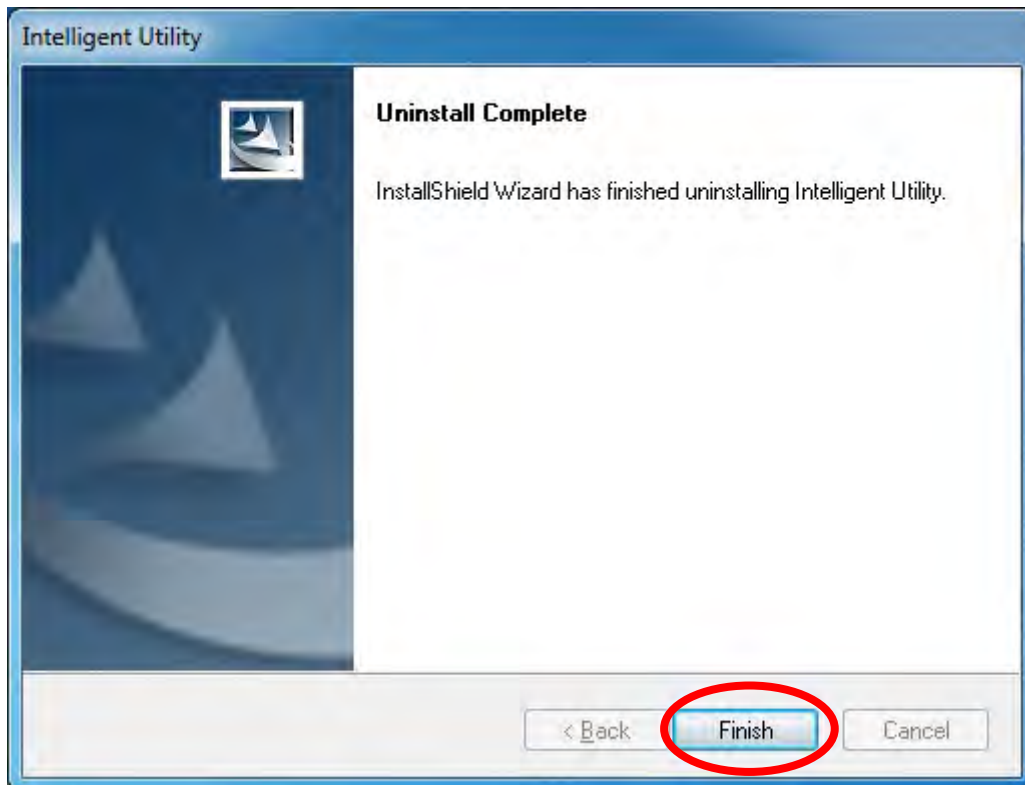 Intelligent Utility
Uninstall Complete
InstallShield Wizard has finished uninstalling Intelligent Utility.
< Back
Finish
Cancel